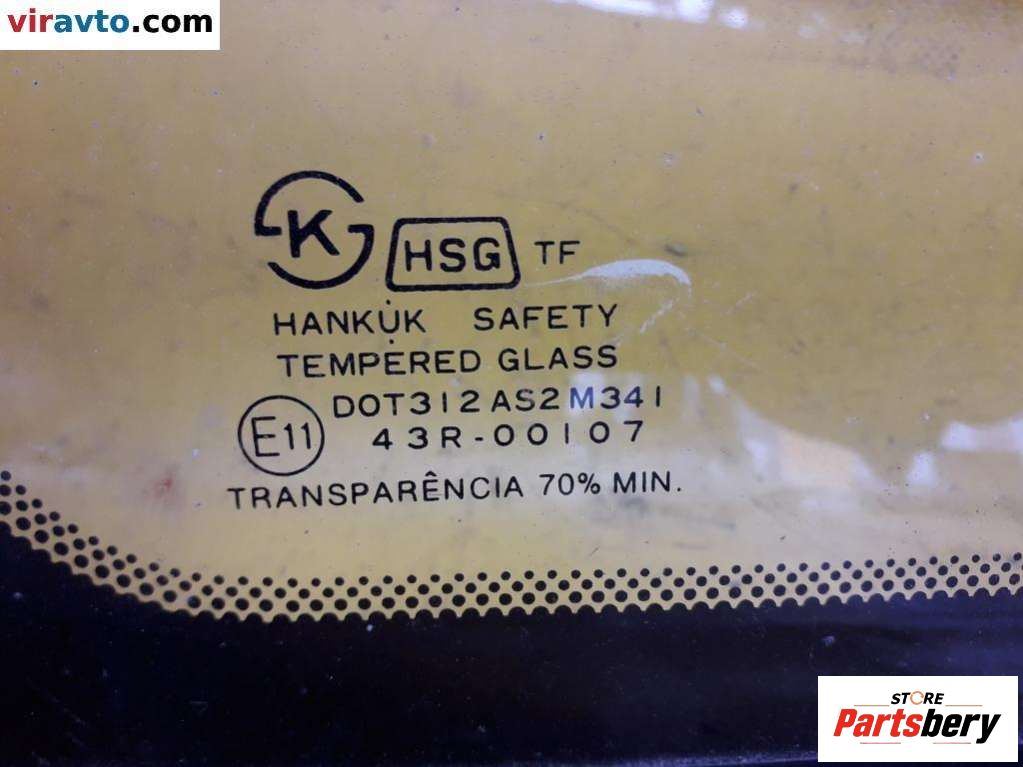 viravto.com
K
HSG TF
HANKUK SAFETY
TEMPERED GLASS
DOT312AS2M341
E11 43R-00107
TRANSPARÊNCIA 70% MIN.
STORE
Partsbery